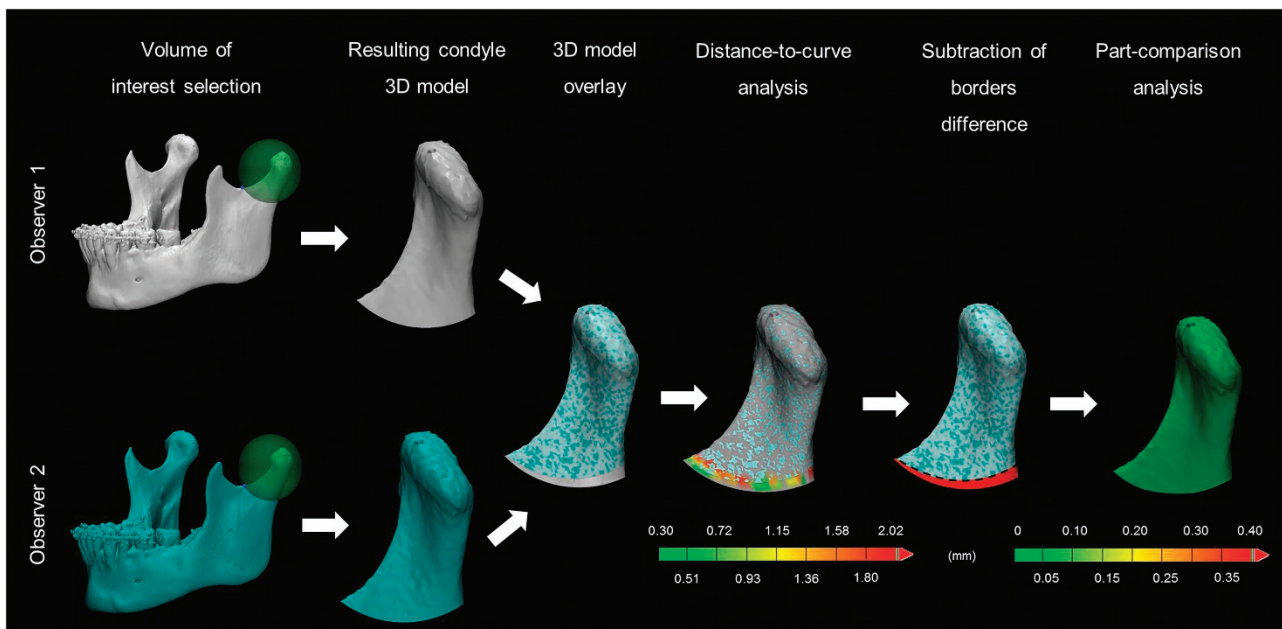 Volume of
interest selection
Resulting condyle
3D model
3D model
overlay
Distance-to-curve
analysis
Subtraction of
borders
difference
Part-comparison
analysis
Observer 1
Observer 2
0.30 0.72 1.15 1.58 2.02
0.51 0.93 1.36 1.80
(mm)
0 0.10 0.20 0.30 0.40
0.05 0.15 0.25 0.35